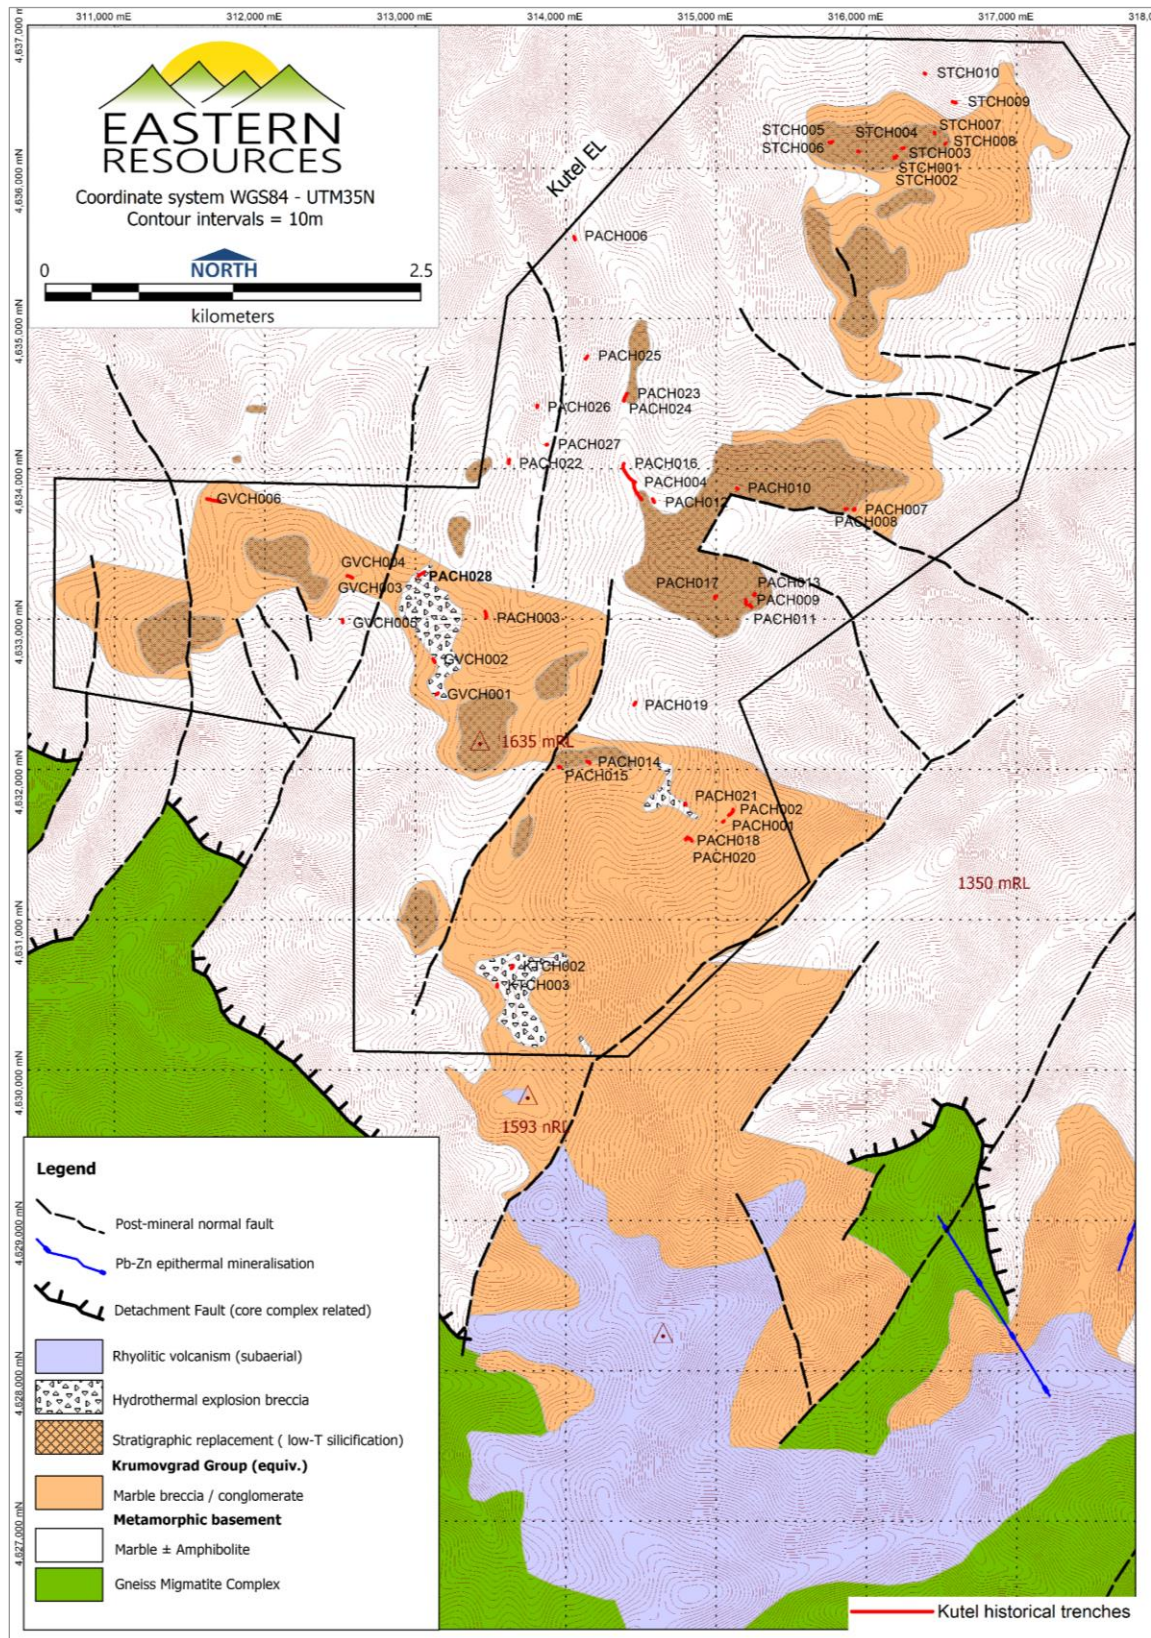 311,000 mE
312,000 mE
313,000 mE
314,000 mE
315,000 mE
316,000 mE
317,000 mE
318,0
4,637,000 m
4,636,000 mN
4,635,000 mN
4,634,000 mN
4,633,000 mN
4,632,000 mN
4,631,000 mN
4,630,000 mN
4,629,000 mN
4,628,000 mN
4,627,000 mN
EASTERN
RESOURCES
Coordinate system WGS84 - UTM35N
Contour intervals = 10m
NORTH
0
2.5
kilometers
Kutel EL
STCH010
STCH009
STCH005
STCH004
STCH007
STCH006
STCH008
STCH003
STCH001
STCH002
PACH006
PACH025
PACH023
PACH024
PACH026
PACH027
PACH022
PACH016
PACH004
PACH012
PACH010
PACH007
PACH008
GVCH006
GVCH004
GVCH003
PACH028
PACH017
PACH013
PACH009
PACH011
GVCH005
PACH003
GVCH002
GVCH001
PACH019
1635 mRL
PACH014
PACH015
PACH021
PACH002
PACH001
PACH018
PACH020
1350 mRL
KTCH002
KTCH003
1593 nRL
Legend
Post-mineral normal fault
Pb-Zn epithermal mineralisation
Detachment Fault (core complex related)
Rhyolitic volcanism (subaerial)
Hydrothermal explosion breccia
Stratigraphic replacement ( low-T silicification)
Krumovgrad Group (equiv.)
Marble breccia / conglomerate
Metamorphic basement
Marble ± Amphibolite
Gneiss Migmatite Complex
Kutel historical trenches